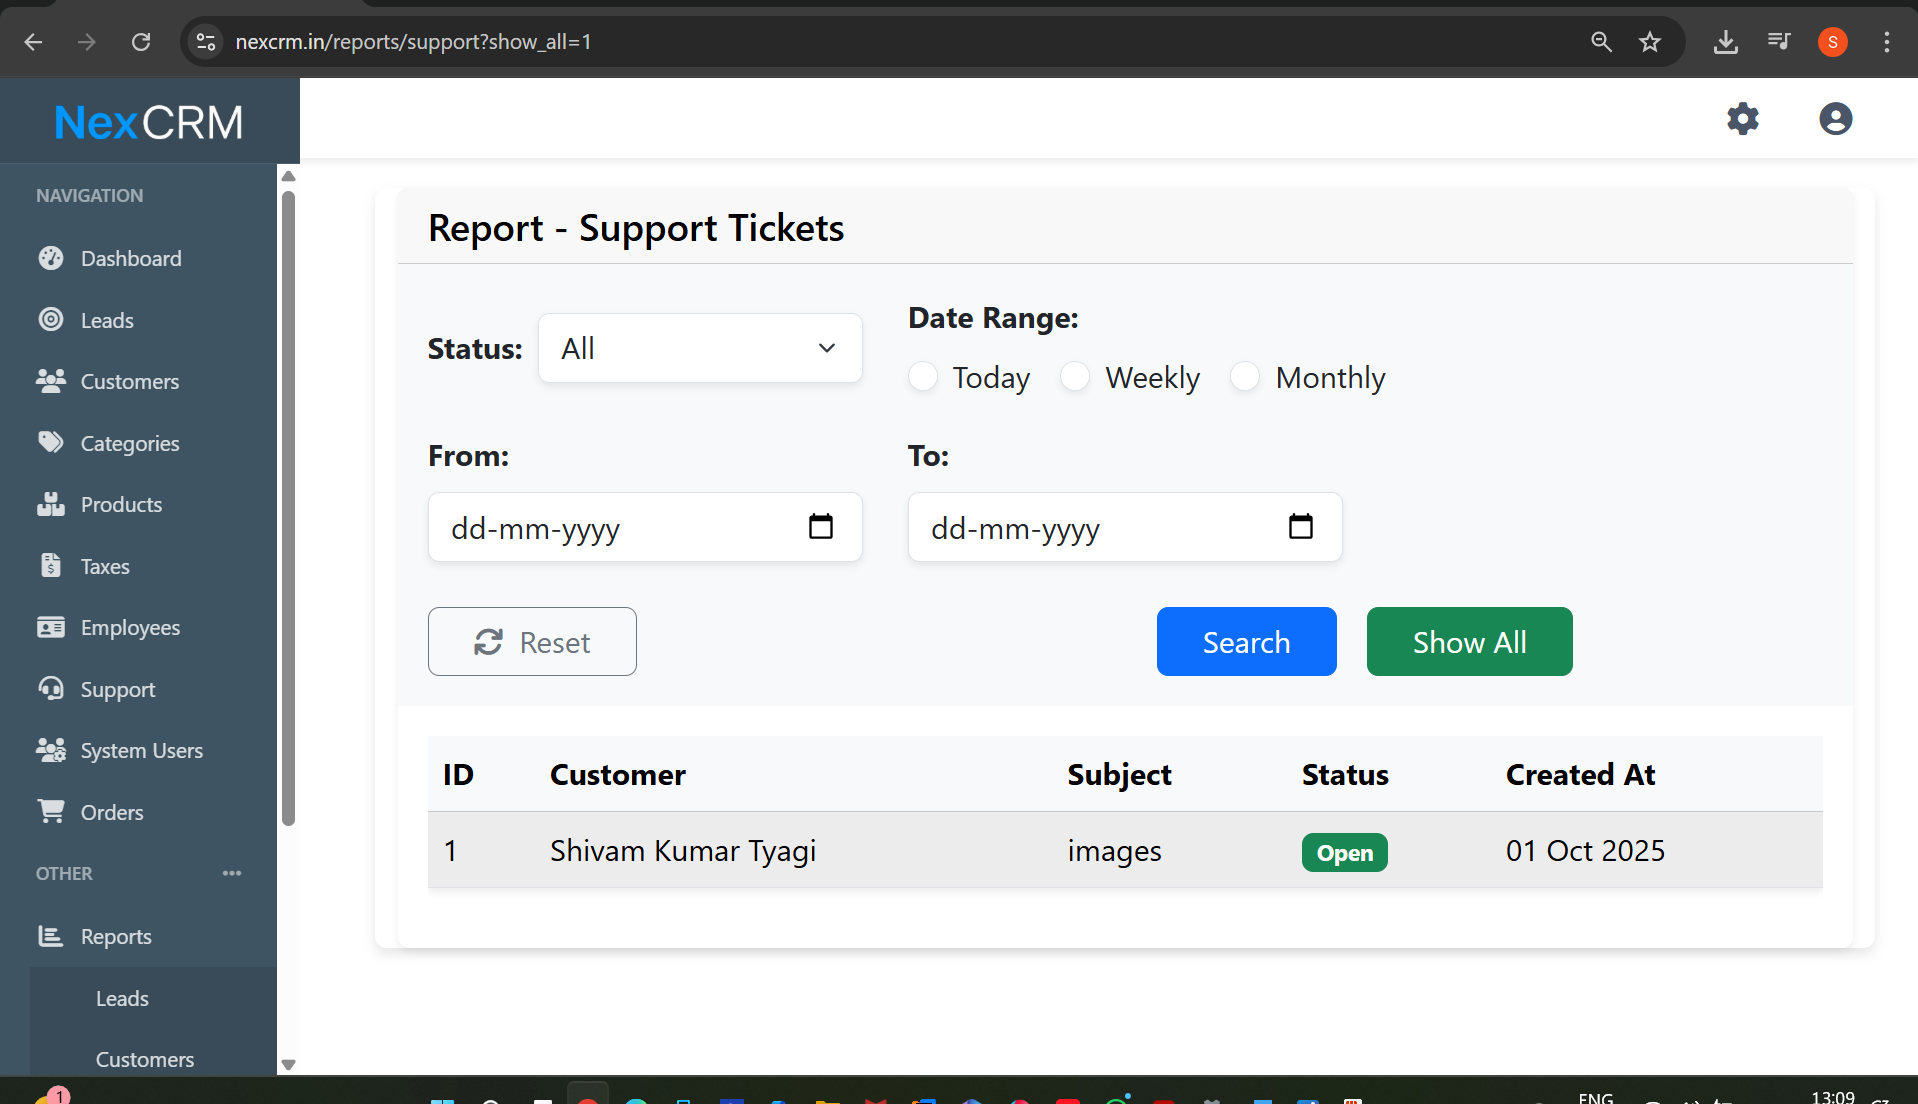 nexcrm.in/reports/support?show_all=1
S
NexCRM
NAVIGATION
Dashboard
Leads
Customers
Categories
Products
Taxes
Employees
Support
System Users
Orders
OTHER
Reports
Leads
Customers
Report - Support Tickets
Status: All
Date Range:
Today Weekly Monthly
From: To:
dd-mm-yyyy dd-mm-yyyy
Reset Search Show All
ID Customer Subject Status Created At
1 Shivam Kumar Tyagi images Open 01 Oct 2025
1
ENG
13:09